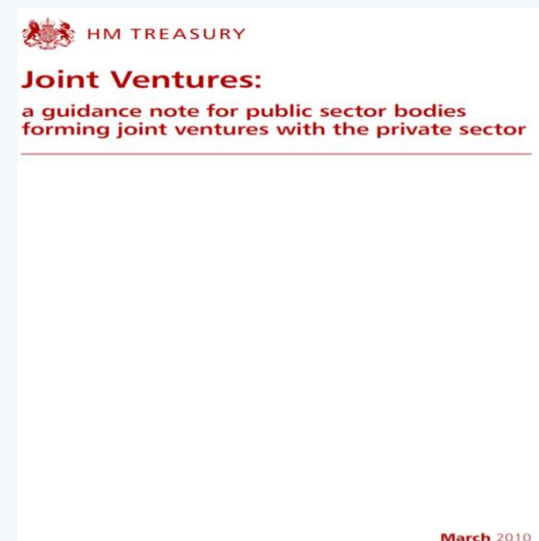 HM TREASURY
Joint Ventures:
a guidance note for public sector bodies
forming joint ventures with the private sector
March 2010